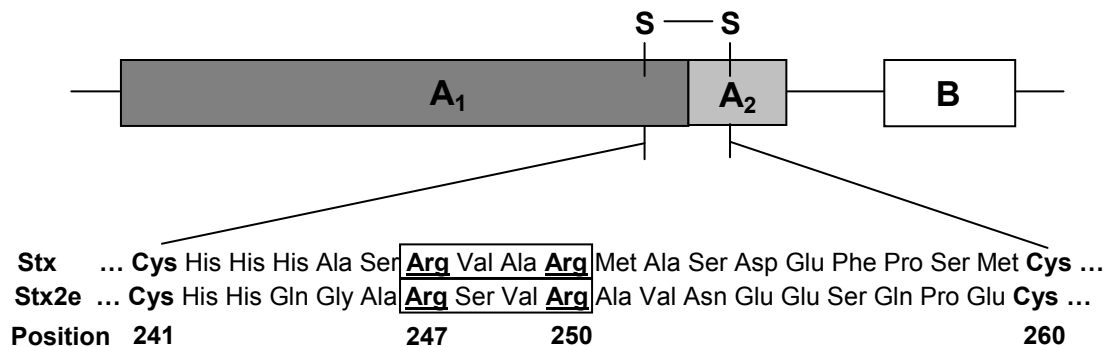 S S
A1 A2 B
Stx … Cys His His His Ala Ser Arg Val Ala Arg Met Ala Ser Asp Glu Phe Pro Ser Met Cys …
Stx2e … Cys His His Gln Gly Ala Arg Ser Val Arg Ala Val Asn Glu Glu Ser Gln Pro Glu Cys …
Position 241 247 250 260